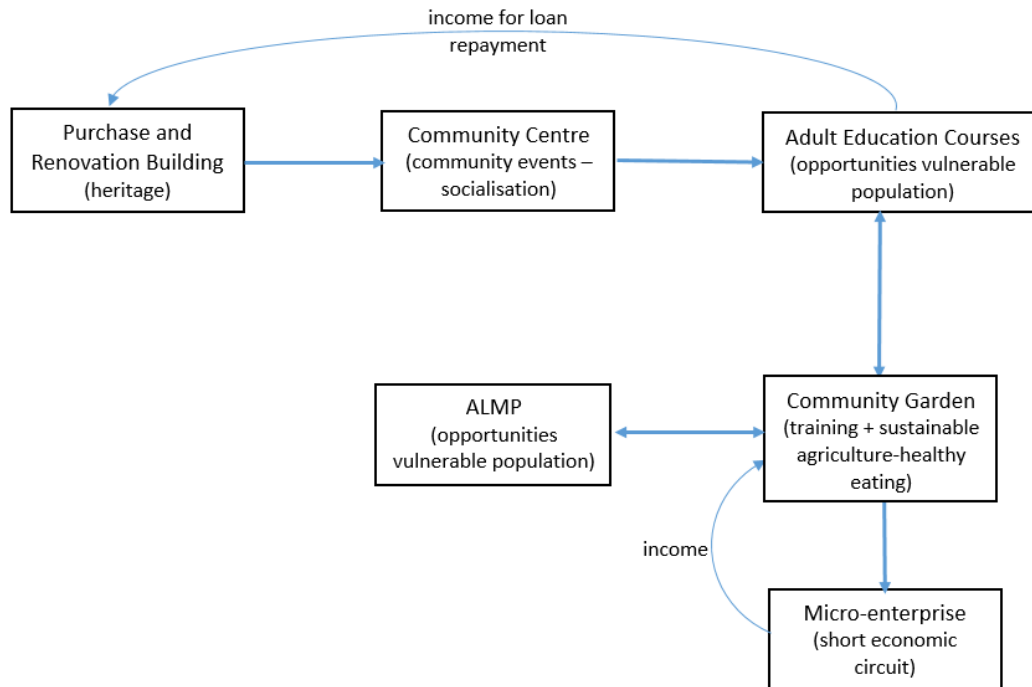 income for loan
repayment
Purchase and
Renovation Building
(heritage)
Community Centre
(community events –
socialisation)
Adult Education Courses
(opportunities vulnerable
population)
ALMP
(opportunities
vulnerable population)
Community Garden
(training + sustainable
agriculture-healthy
eating)
income
Micro-enterprise
(short economic
circuit)